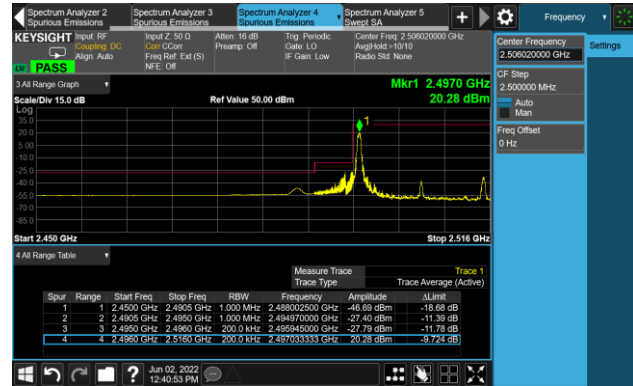 Spectrum Analyzer 2
Spurious Emissions
Spectrum Analyzer 3
Spurious Emissions
Spectrum Analyzer 4
Spurious Emissions
Spectrum Analyzer 5
Swept SA
+
Frequency
KEYSIGHT
Input: RF
Coupling: DC
Align: Auto
Input Z: 50 Ω
Corr CCorr
Freq Ref: Ext (S)
NFE: Off
Atten: 16 dB
Preamp: Off
Trig: Periodic
Gate: LO
IF Gain: Low
Center Freq: 2.506020000 GHz
Avg|Hold:>10/10
Radio Std: None
LW PASS
Center Frequency
2.506020000 GHz
Settings
CF Step
2.500000 MHz
Auto
Man
Freq Offset
0 Hz
3 All Range Graph
Mkr1 2.4970 GHz
Scale/Div 15.0 dB
Ref Value 50.00 dBm
20.28 dBm
Log
35.0
20.0
5.00
-10.0
-25.0
-40.0
-55.0
-70.0
-85.0
1
Start 2.450 GHz
Stop 2.516 GHz
4 All Range Table
Measure Trace Trace 1
Trace Type Trace Average (Active)
Spur Range Start Freq Stop Freq RBW Frequency Amplitude ΔLimit
1 1 2.4500 GHz 2.4905 GHz 1.000 MHz 2.488002500 GHz -46.69 dBm -18.68 dB
2 2 2.4905 GHz 2.4950 GHz 1.000 MHz 2.494970000 GHz -27.40 dBm -11.39 dB
3 3 2.4950 GHz 2.4960 GHz 200.0 kHz 2.495945000 GHz -27.79 dBm -11.78 dB
4 4 2.4960 GHz 2.5160 GHz 200.0 kHz 2.497033333 GHz 20.28 dBm -9.724 dB
?
Jun 02, 2022
12:40:53 PM